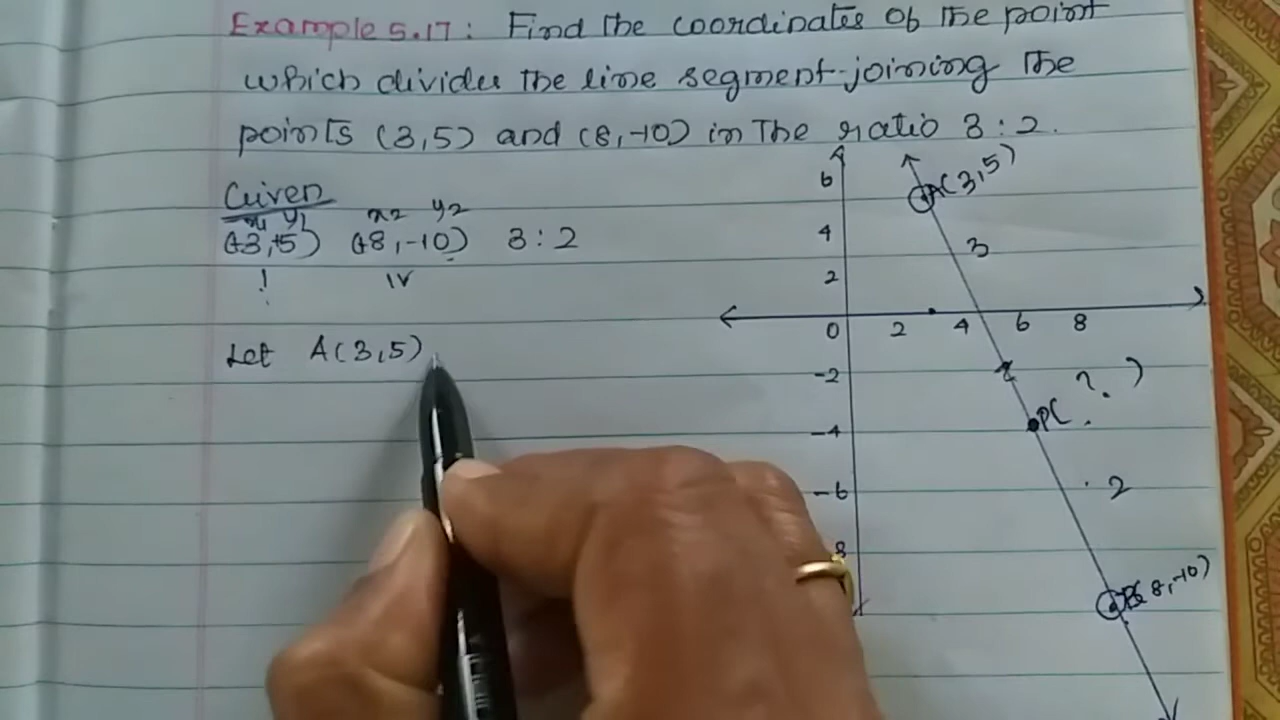 Example 5.17: Find the coordinates of the point
which divides the line segment joining the
points (3,5) and (8,-10) in the ratio 3:2.
Given
x1 y1 x2 y2
(+3,+5) (+8,-10) 3:2
I IV
Let A(3,5)
A(3,5)
6
4
3
2
0 2 4 6 8
-2
P( ? )
-4
-6
2
8
B(8,-10)